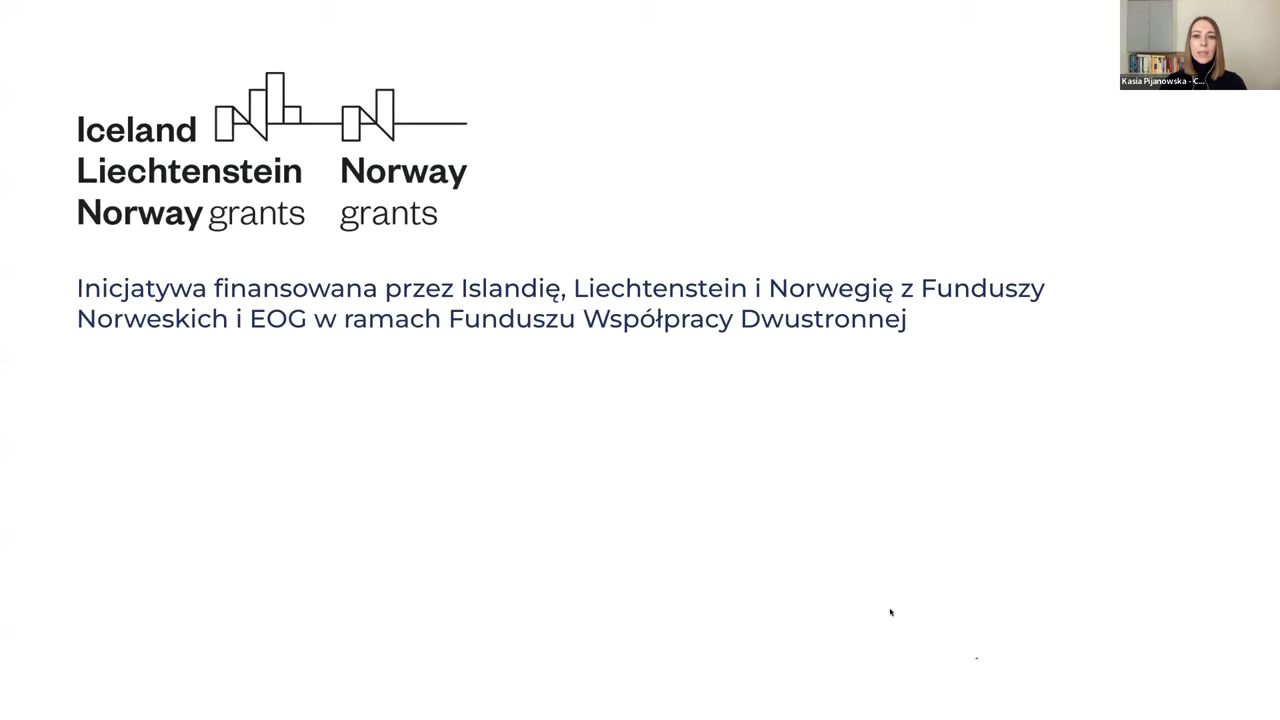 Iceland
Liechtenstein
Norway grants
Norway
grants
Inicjatywa finansowana przez Islandię, Liechtenstein i Norwegię z Funduszy
Norweskich i EOG w ramach Funduszu Współpracy Dwustronnej
Kasia Pijanowska - C...